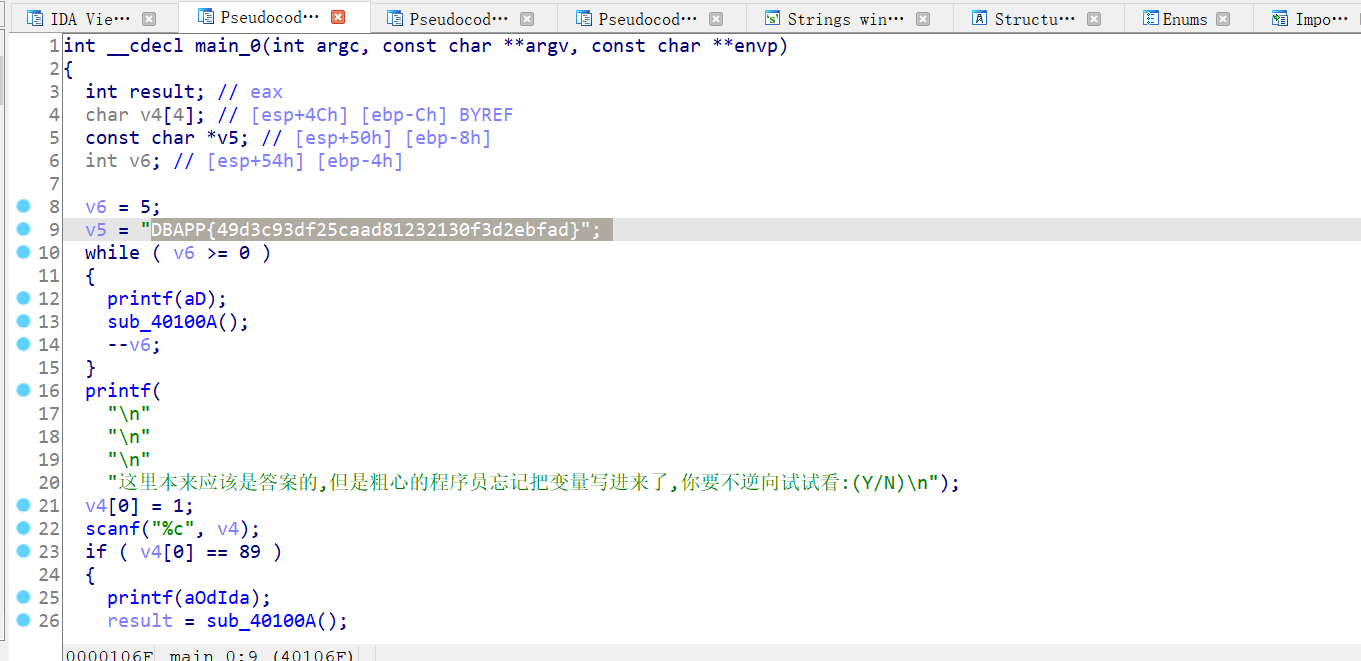 IDA Vie··· Pseudocod··· Pseudocod··· Pseudocod··· Strings win··· Structu··· Enums Impo···
1 int __cdecl main_0(int argc, const char **argv, const char **envp)
2 {
3 int result; // eax
4 char v4[4]; // [esp+4Ch] [ebp-Ch] BYREF
5 const char *v5; // [esp+50h] [ebp-8h]
6 int v6; // [esp+54h] [ebp-4h]
7
8 v6 = 5;
9 v5 = "DBAPP{49d3c93df25caad81232130f3d2ebfad}";
10 while ( v6 >= 0 )
11 {
12 printf(aD);
13 sub_40100A();
14 --v6;
15 }
16 printf(
17 "\n"
18 "\n"
19 "\n"
20 "这里本来应该是答案的,但是粗心的程序员忘记把变量写进来了,你要不逆向试试看:(Y/N)\n");
21 v4[0] = 1;
22 scanf("%c", v4);
23 if ( v4[0] == 89 )
24 {
25 printf(aOdIda);
26 result = sub_40100A();
0000106F main_0:9 (40106F)